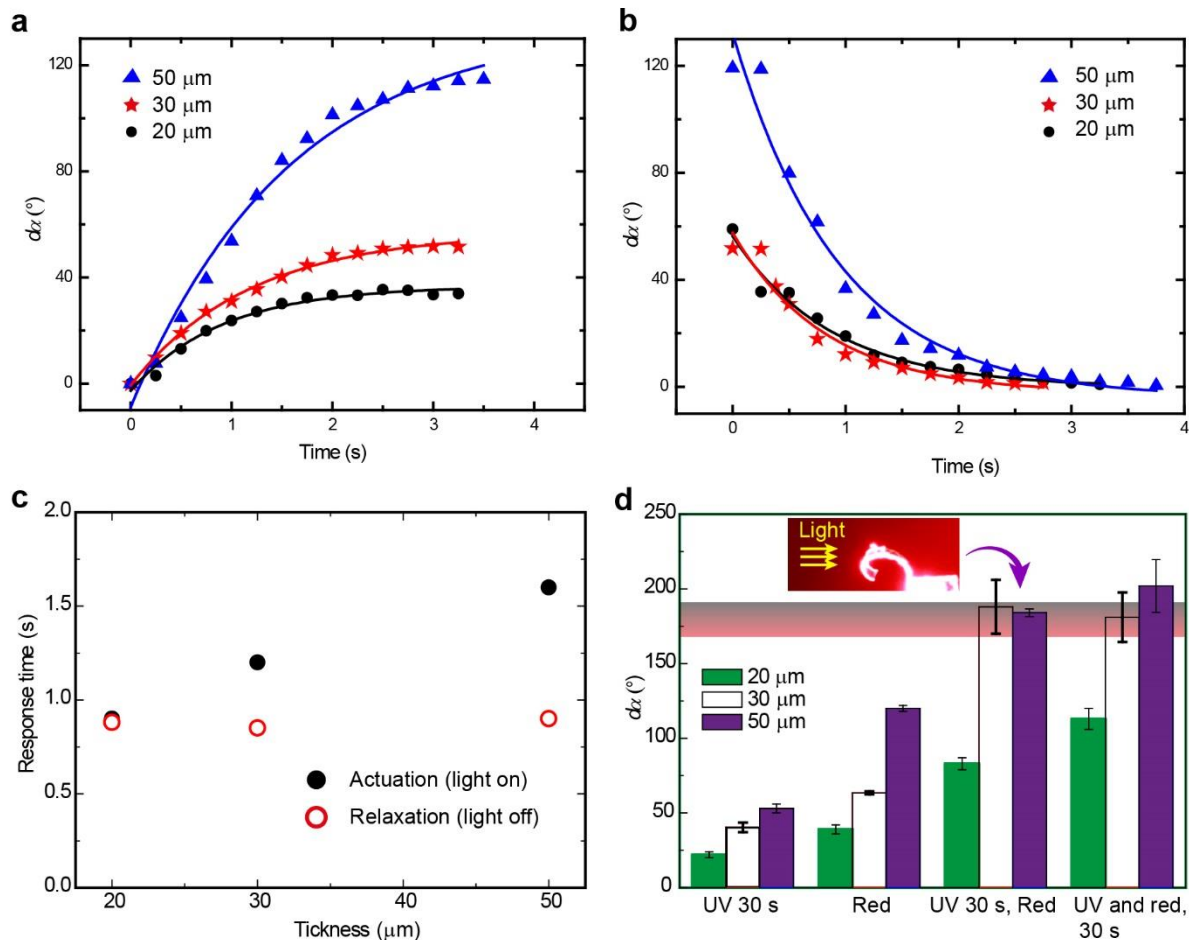 a
120
80
40
0
dα (°)
50 μm
30 μm
20 μm
0 1 2 3 4
Time (s)
b
120
80
40
0
dα (°)
50 μm
30 μm
20 μm
0 1 2 3 4
Time (s)
c
2.0
1.5
1.0
0.5
0.0
Response time (s)
Actuation (light on)
Relaxation (light off)
20 30 40 50
Tickness (μm)
d
250
200
150
100
50
0
dα (°)
Light
20 μm
30 μm
50 μm
UV 30 s Red UV 30 s, Red UV and red,
30 s